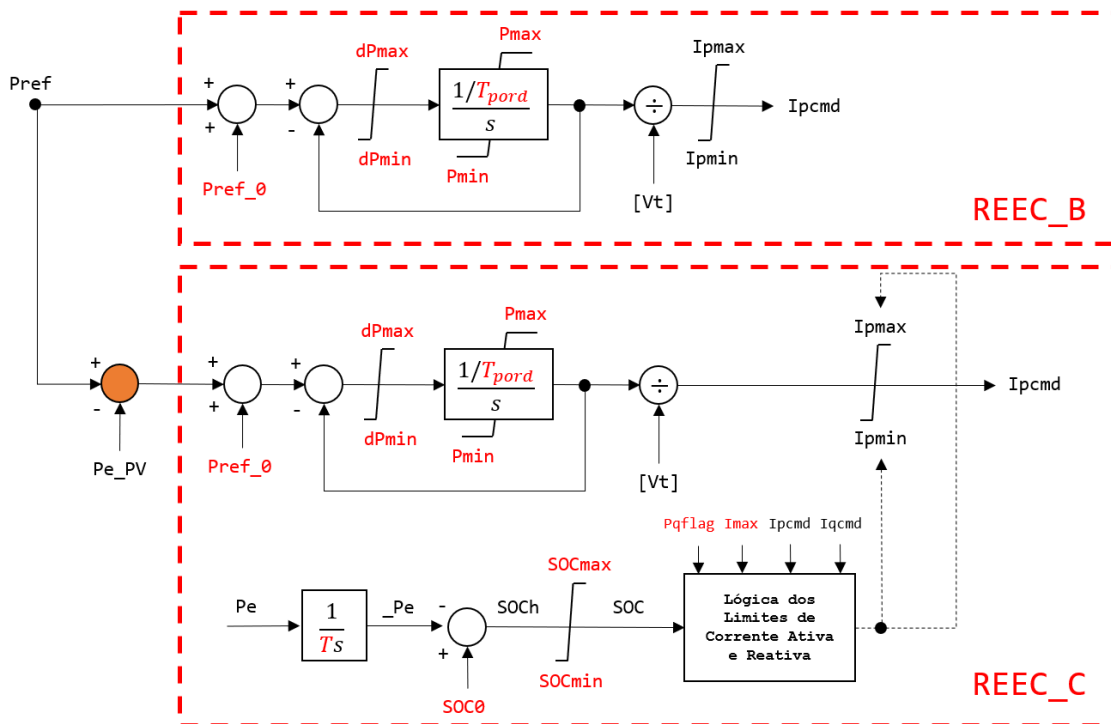 Pref
+
+
Pref_0
+
-
dPmax
dPmin
Pmax
1/Tpord
s
Pmin
÷
[Vt]
Ipmax
Ipmin
Ipcmd
REEC_B
+
-
Pe_PV
+
+
Pref_0
+
-
dPmax
dPmin
Pmax
1/Tpord
s
Pmin
÷
[Vt]
Ipmax
Ipmin
Ipcmd
Pe
1
Ts
_Pe
-
+
SOC0
SOCh
SOCmax
SOCmin
SOC
Pqflag Imax Ipcmd Iqcmd
Lógica dos
Limites de
Corrente Ativa
e Reativa
REEC_C